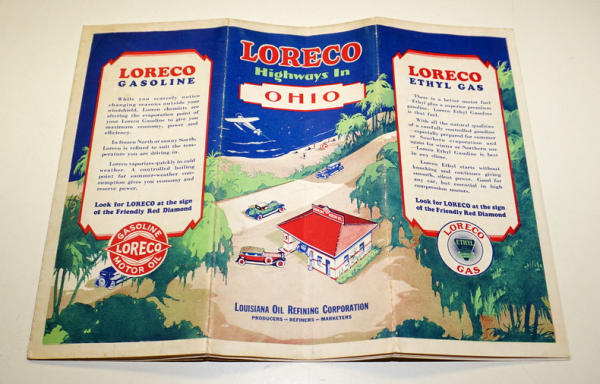 LORECO
GASOLINE
While you scarcely notice
changing seasons outside your
windshield, Loreco chemists are
altering the evaporation point of
your Loreco Gasoline to give you
maximum economy, power and
efficiency.
In frozen North or sunny South,
Loreco is refined to suit the tem-
perature you are driving in.
Loreco vaporizes quickly in cold
weather. A controlled boiling
point for summer weather con-
sumption gives you economy and
reserve power.
Look for LORECO at the sign
of the Friendly Red Diamond
GASOLINE
LORECO
MOTOR OIL
LORECO
Highways In
OHIO
LOUISIANA OIL REFINING CORPORATION
PRODUCERS – REFINERS – MARKETERS
LORECO
ETHYL GAS
There is a better motor fuel.
Ethyl plus a superior premium
gasoline. Loreco Ethyl Gasoline
is that fuel.
With all the natural qualities
of a carefully controlled gasoline
especially prepared for summer
Southern evaporation and
again for winter or Northern use
—Loreco Ethyl Gasoline is best
in any clime.
Loreco Ethyl starts without
knocking and continues giving
smooth, silent power. Good for
any car, but essential in high
compression motors.
Look for LORECO at the sign
of the Friendly Red Diamond
LORECO
ETHYL
GAS